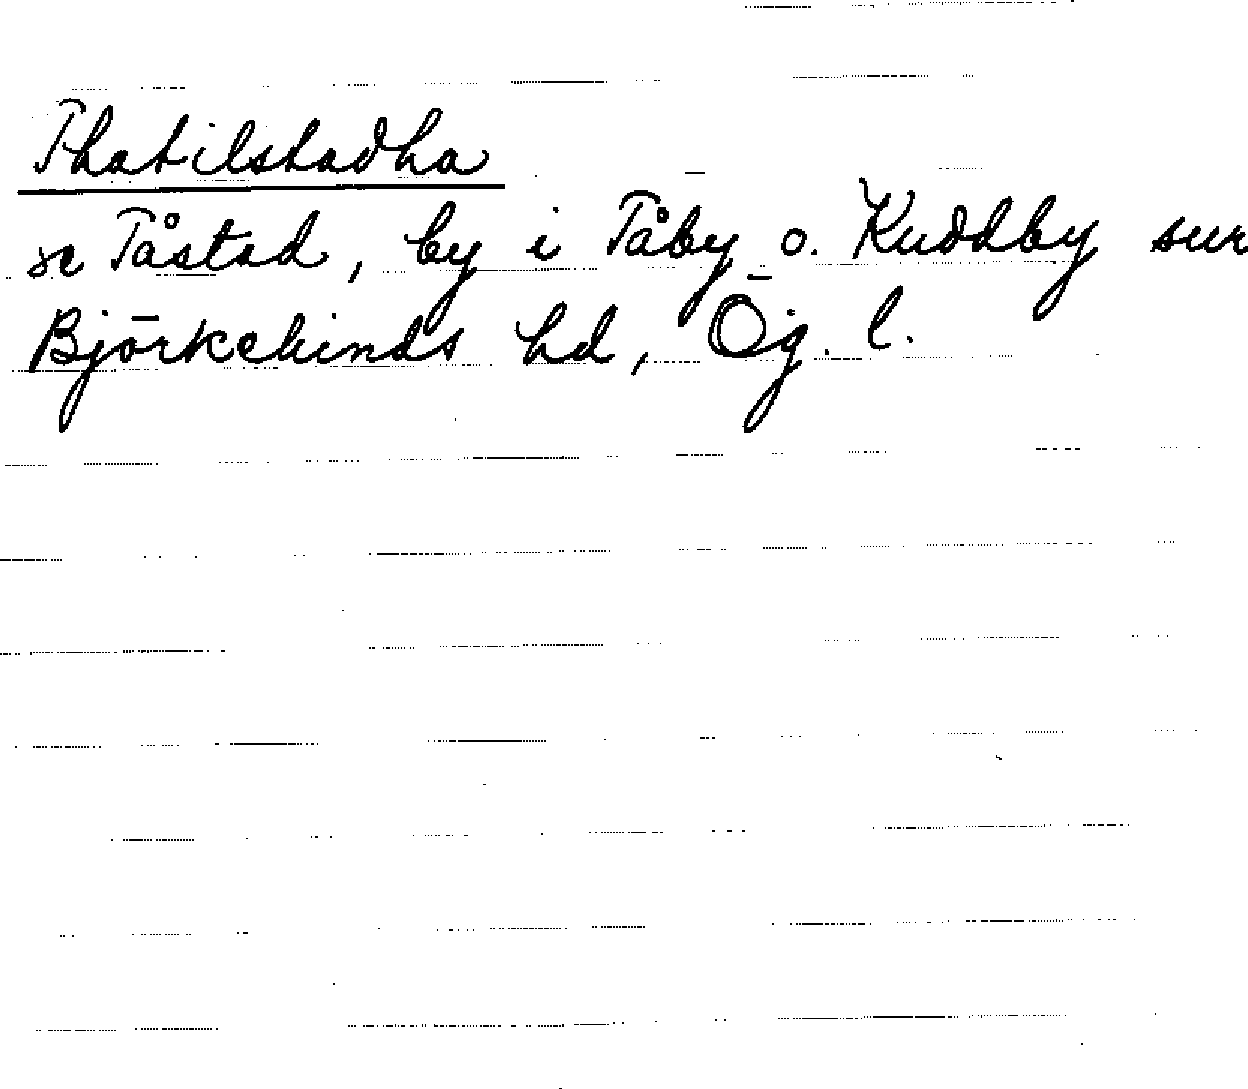 Thatilstadha
se Tåstad, by i Tåby o. Kuddby snr
Björkekinds hd, Ög. l.